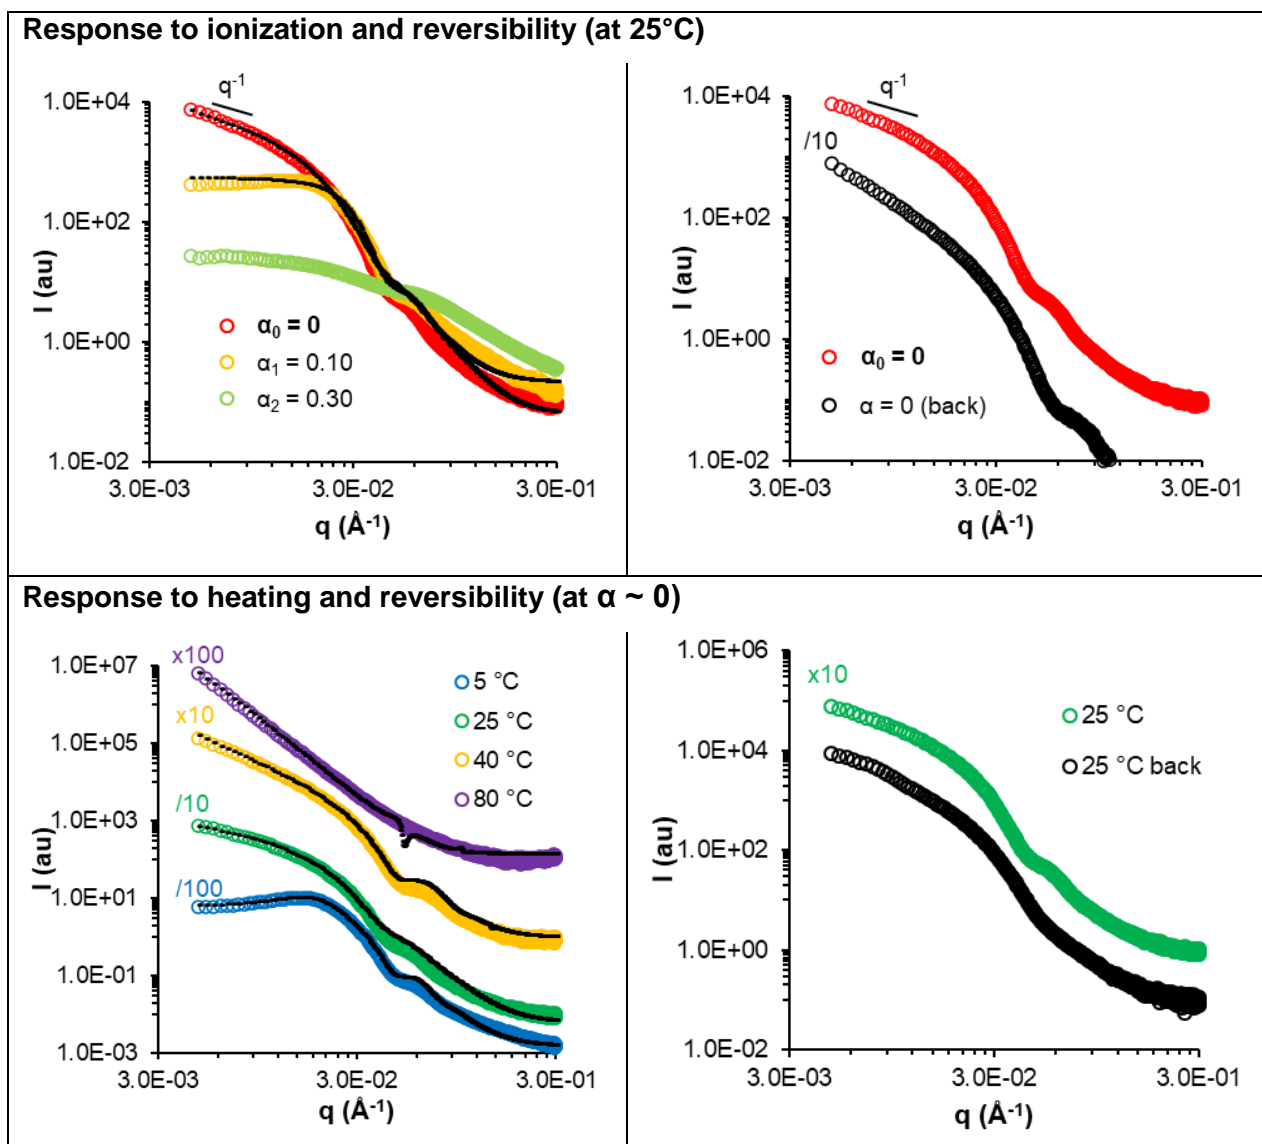 Response to ionization and reversibility (at 25°C)
q⁻¹
1.0E+04
1.0E+02
1.0E+00
1.0E-02
I (au)
α₀ = 0
α₁ = 0.10
α₂ = 0.30
3.0E-03 3.0E-02 3.0E-01
q (Å⁻¹)
q⁻¹
1.0E+04
/10
1.0E+02
1.0E+00
1.0E-02
I (au)
α₀ = 0
α = 0 (back)
3.0E-03 3.0E-02 3.0E-01
q (Å⁻¹)
Response to heating and reversibility (at α ~ 0)
1.0E+07
x100
x10
1.0E+05
1.0E+03
/10
1.0E+01
/100
1.0E-01
1.0E-03
I (au)
5 °C
25 °C
40 °C
80 °C
3.0E-03 3.0E-02 3.0E-01
q (Å⁻¹)
1.0E+06
x10
1.0E+04
1.0E+02
1.0E+00
1.0E-02
I (au)
25 °C
25 °C back
3.0E-03 3.0E-02 3.0E-01
q (Å⁻¹)